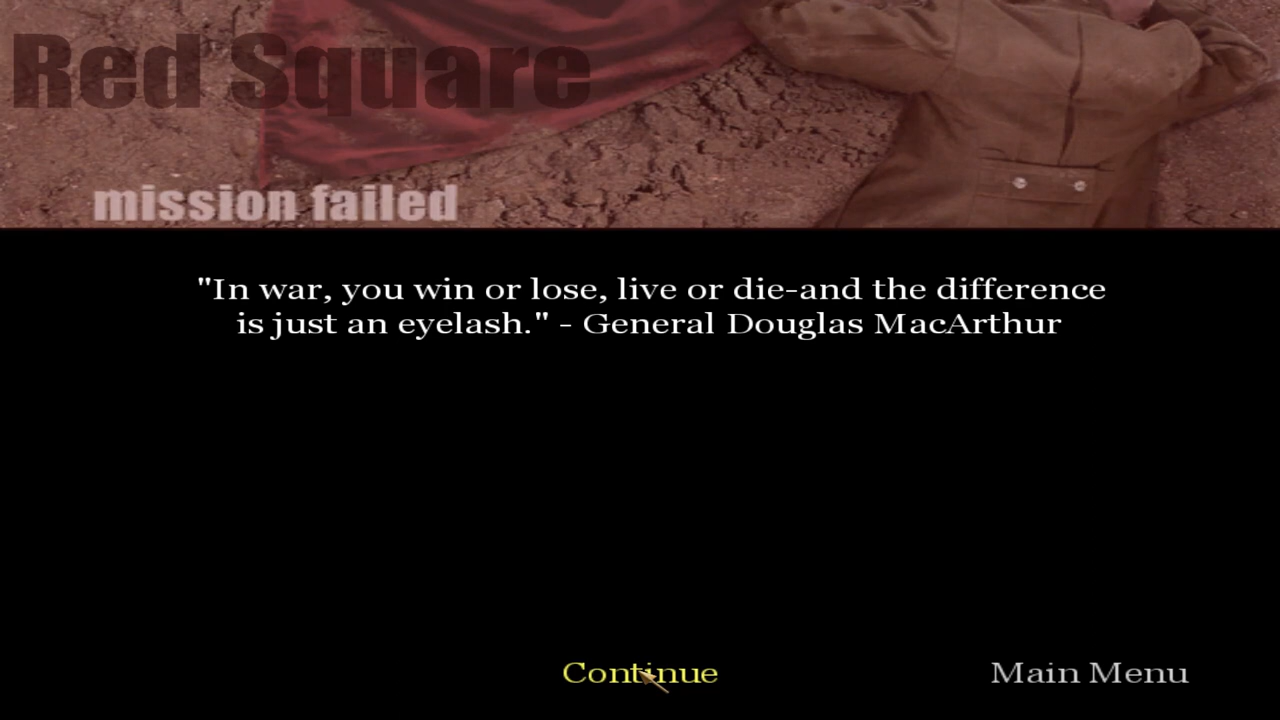 Red Square
mission failed
"In war, you win or lose, live or die-and the difference
is just an eyelash." - General Douglas MacArthur
Continue
Main Menu